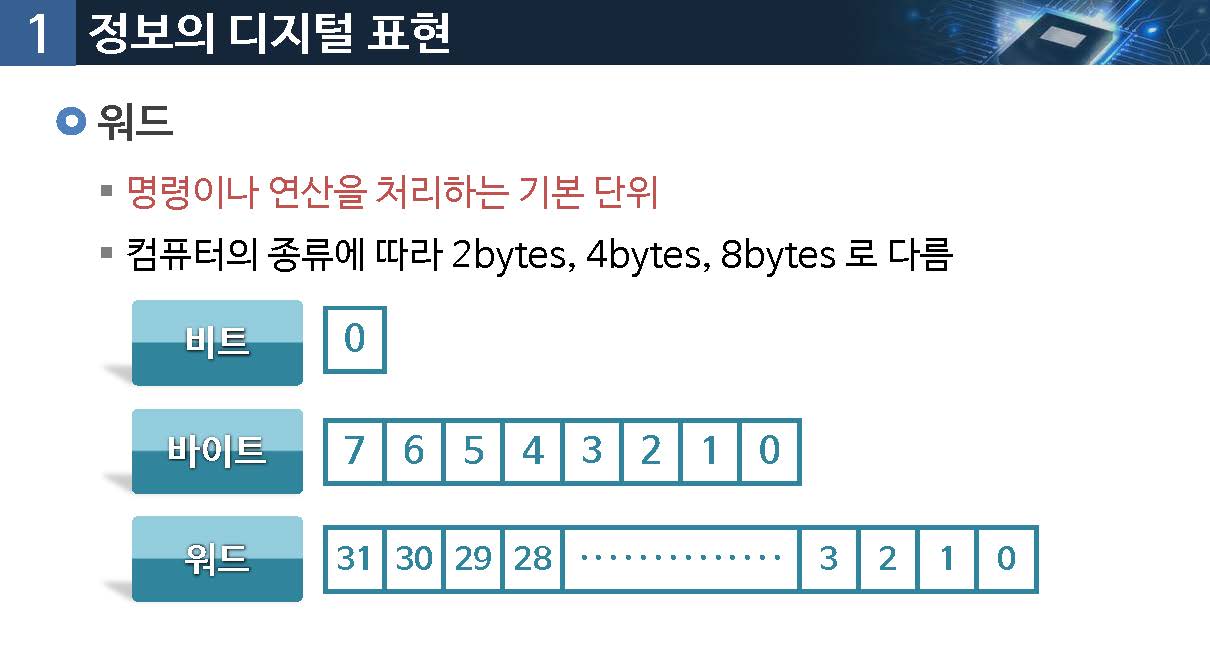 1 정보의 디지털 표현
워드
명령이나 연산을 처리하는 기본 단위
컴퓨터의 종류에 따라 2bytes, 4bytes, 8bytes 로 다름
비트 0
바이트 7 6 5 4 3 2 1 0
워드 31 30 29 28 ·············· 3 2 1 0